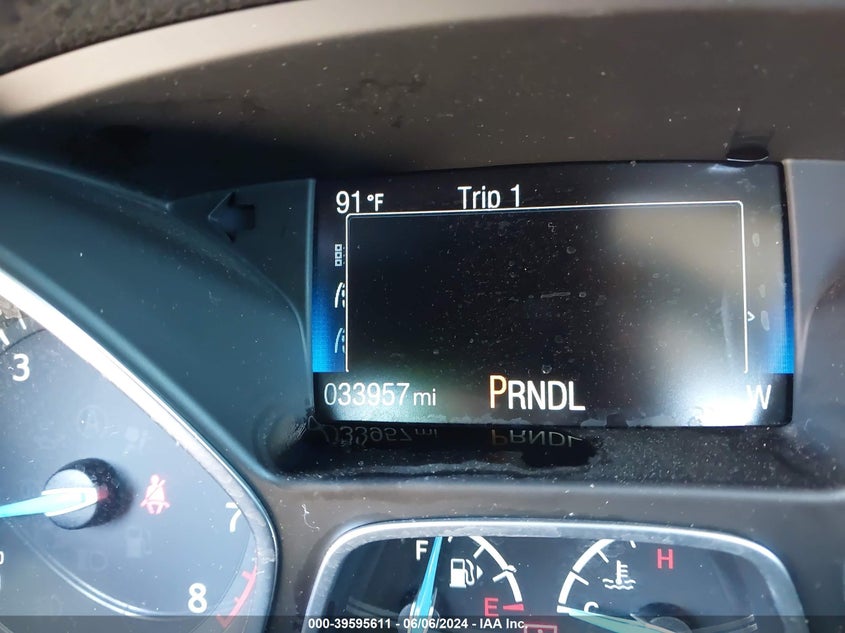 91°F Trip 1
033957 mi PRNDL W
3
7
8
F
E
H
C
000-39595611 - 06/06/2024 - IAA Inc.